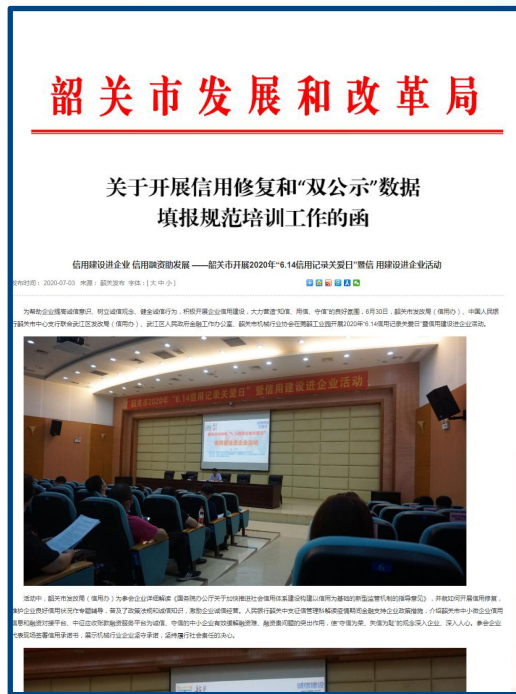 韶关市发展和改革局
关于开展信用修复和“双公示”数据
填报规范培训工作的函
信用建设进企业 信用融资助发展 ——韶关市开展2020年“6.14信用记录关爱日”暨信 用建设进企业活动
发布时间: 2020-07-03 来源: 韶关发布 字体: [ 大 中 小 ]
为帮助企业提高诚信意识、树立诚信观念、健全诚信行为，积极开展企业信用建设，大力营造“知信、用信、守信”的良好氛围，6月30日，韶关市发改局（信用办）、中国人民银
行韶关市中心支行联合武江区发改局（信用办）、武江区人民政府金融工作办公室、韶关市机械行业协会在莞韶工业园开展2020年“6.14信用记录关爱日”暨信用建设进企业活动。
韶关市2020年“6.14信用记录关爱日”暨信用建设进企业活动
活动中，韶关市发改局（信用办）为参会企业详细解读《国务院办公厅关于加快推进社会信用体系建设构建以信用为基础的新型监管机制的指导意见》，并就如何开展信用修复，
维护企业良好信用状况作专题辅导，普及了政策法规和诚信知识，激励企业诚信经营。人民银行韶关中支征信管理科解读疫情期间金融支持企业政策措施，介绍韶关市中小微企业信用
信息和融资对接平台、中征应收账款融资服务平台为诚信、守信的中小企业有效缓解融资难、融资贵问题的突出作用，使“守信为荣、失信为耻”的观念深入企业、深入人心。参会企业
代表现场签署信用承诺书，展示机械行业企业坚守承诺，坚持履行社会责任的决心。
诚信建设